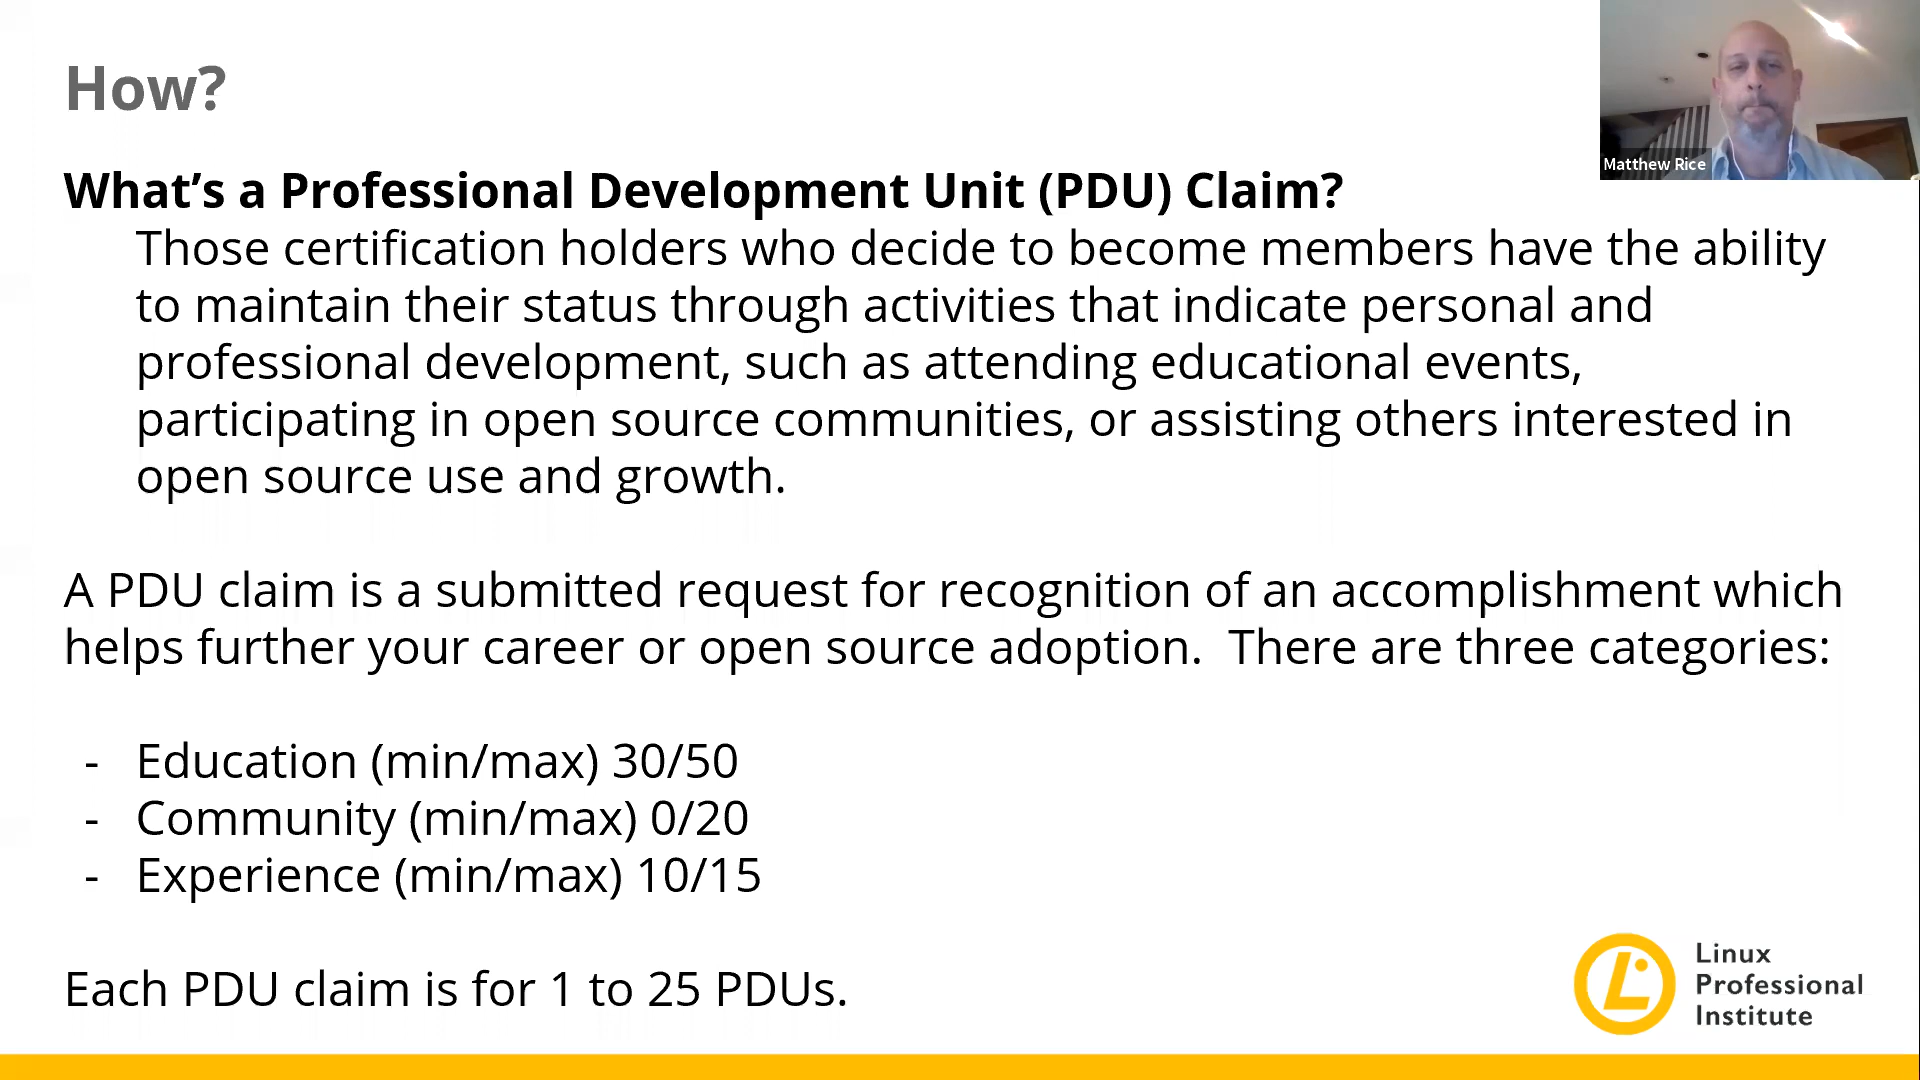 How?
Matthew Rice
What’s a Professional Development Unit (PDU) Claim?
Those certification holders who decide to become members have the ability
to maintain their status through activities that indicate personal and
professional development, such as attending educational events,
participating in open source communities, or assisting others interested in
open source use and growth.
A PDU claim is a submitted request for recognition of an accomplishment which
helps further your career or open source adoption.  There are three categories:
- Education (min/max) 30/50
- Community (min/max) 0/20
- Experience (min/max) 10/15
Each PDU claim is for 1 to 25 PDUs.
Linux
Professional
Institute